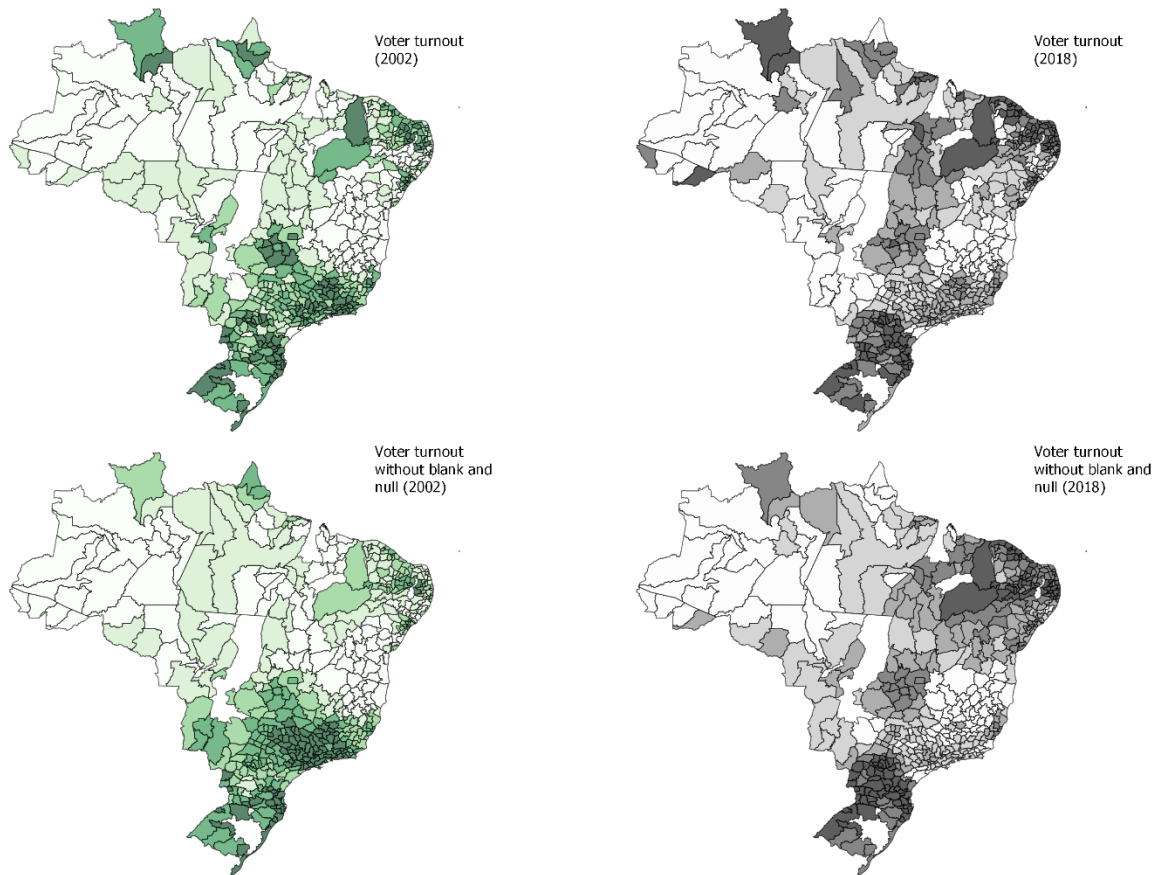 Voter turnout
(2002)
Voter turnout
(2018)
Voter turnout
without blank and
null (2002)
Voter turnout
without blank and
null (2018)